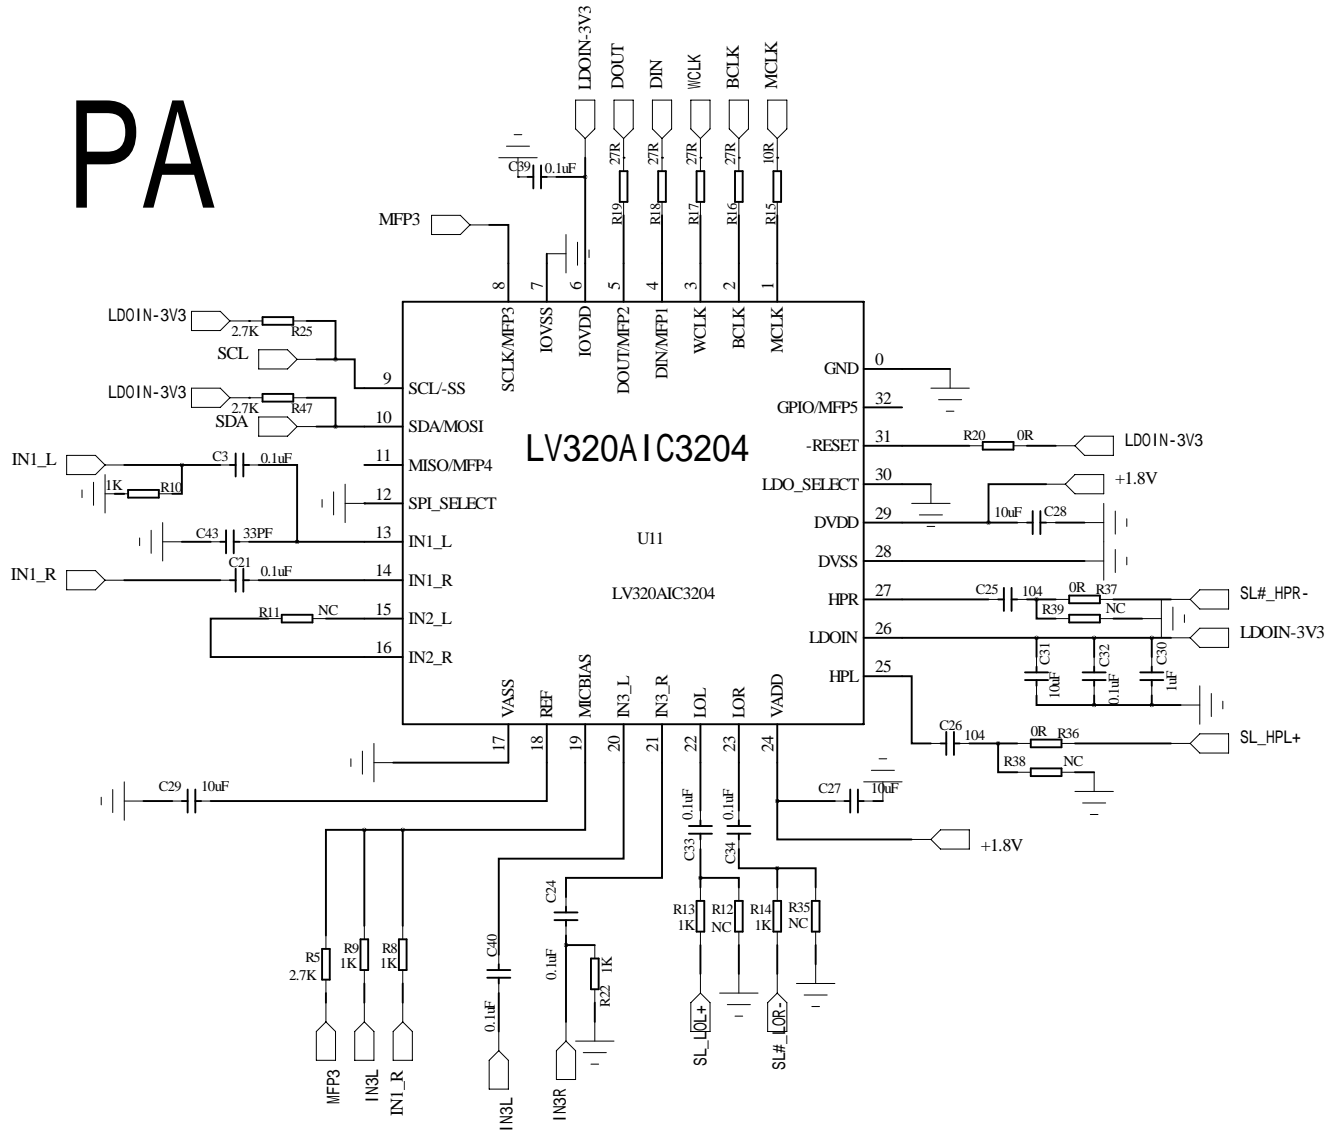 PA
LDOIN-3V3
DOUT
DIN
WCLK
BCLK
MCLK
C39
0.1uF
27R
27R
27R
27R
10R
R19
R18
R17
R16
R15
MFP3
8
7
6
5
4
3
2
1
SCLK/MFP3
IOVSS
IOVDD
DOUT/MFP2
DIN/MFP1
WCLK
BCLK
MCLK
LDOIN-3V3
2.7K
R25
SCL
9
SCL/-SS
LDOIN-3V3
2.7K
R47
SDA
10
SDA/MOSI
IN1_L
C3
0.1uF
11
MISO/MFP4
1K
R10
12
SPI_SELECT
C43
33PF
13
IN1_L
IN1_R
C21
0.1uF
14
IN1_R
R11
NC
15
IN2_L
16
IN2_R
LV320AIC3204
U11
LV320AIC3204
GND
0
GPIO/MFP5
32
-RESET
31
R20
0R
LDOIN-3V3
LDO_SELECT
30
+1.8V
DVDD
29
10uF
C28
DVSS
28
HPR
27
C25
104
0R
R37
SL#_HPR-
R39
NC
LDOIN
26
LDOIN-3V3
C31
10uF
C32
0.1uF
C30
1uF
HPL
25
C26
104
0R
R36
SL_HPL+
R38
NC
VASS
REF
MICBIAS
IN3_L
IN3_R
LOL
LOR
VADD
17
18
19
20
21
22
23
24
C29
10uF
C27
10uF
+1.8V
0.1uF
C33
0.1uF
C34
R13
1K
R12
NC
R14
1K
R35
NC
C24
0.1uF
1K
R22
C40
0.1uF
R5
2.7K
R9
1K
R8
1K
MFP3
IN3L
IN1_R
IN3L
IN3R
SL_LOL+
SL#_LOR-